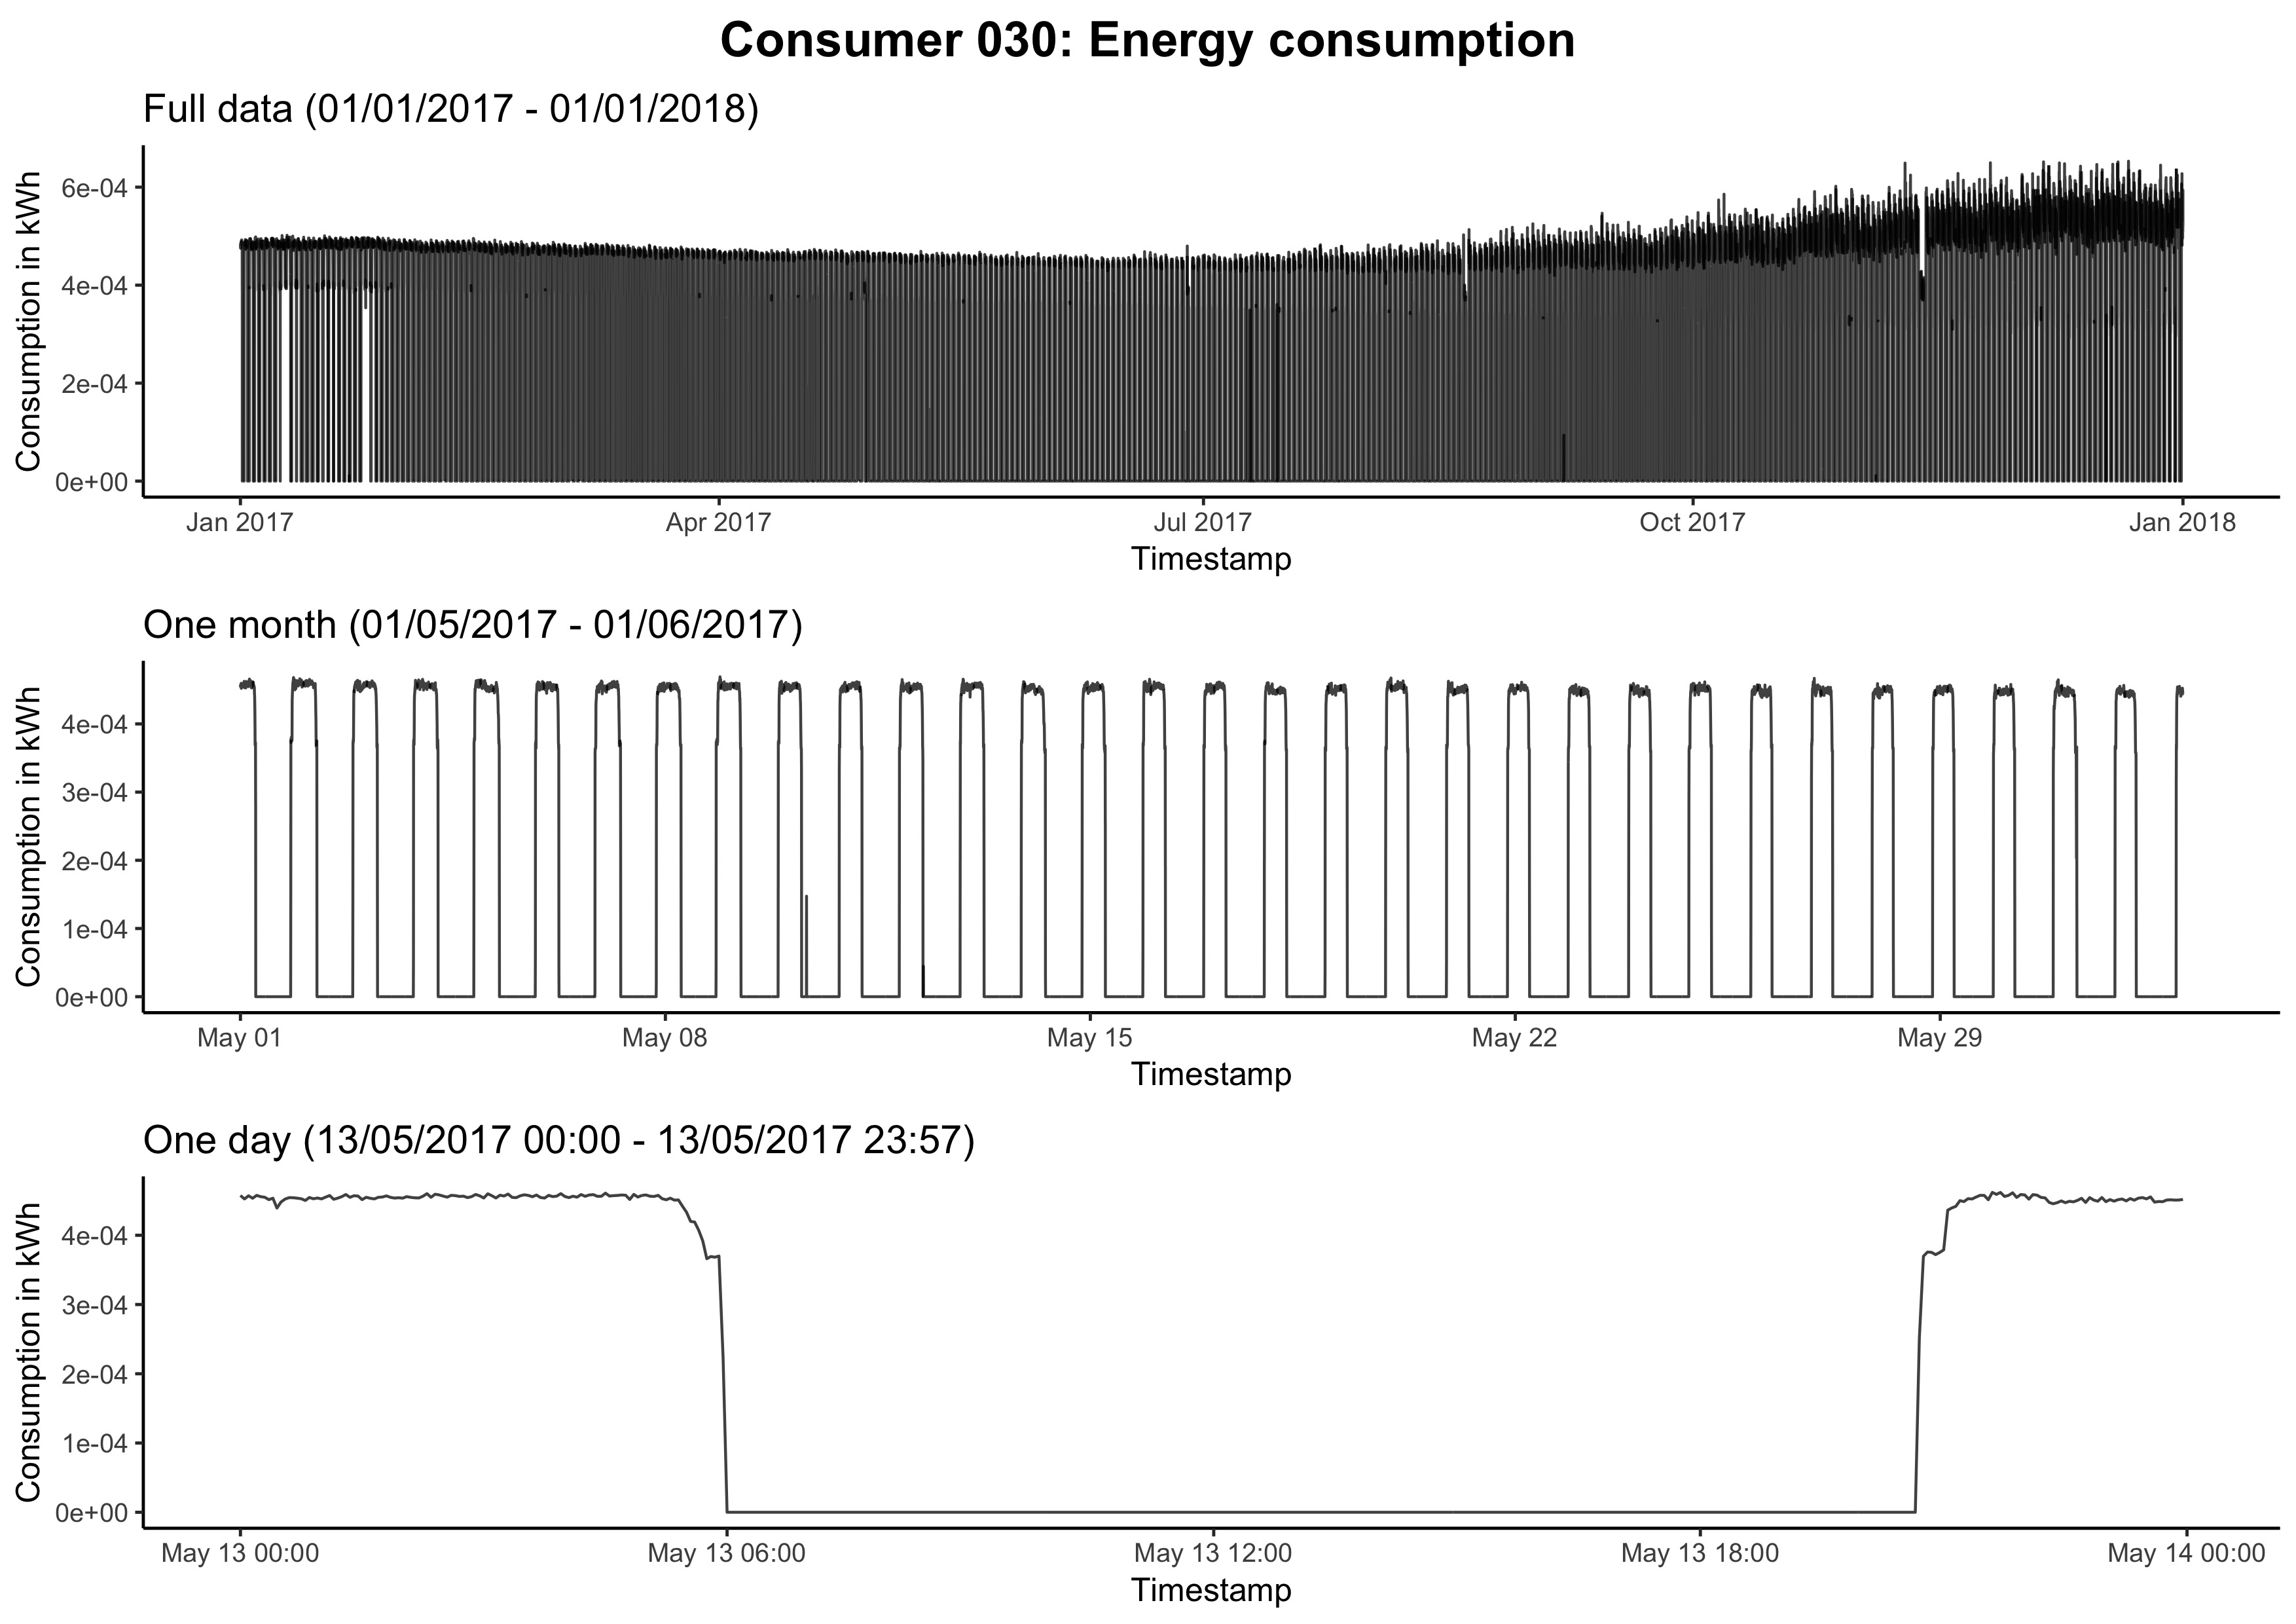 Consumer 030: Energy consumption
Full data (01/01/2017 - 01/01/2018)
Consumption in kWh
6e-04
4e-04
2e-04
0e+00
Jan 2017 Apr 2017 Jul 2017 Oct 2017 Jan 2018
Timestamp
One month (01/05/2017 - 01/06/2017)
Consumption in kWh
4e-04
3e-04
2e-04
1e-04
0e+00
May 01 May 08 May 15 May 22 May 29
Timestamp
One day (13/05/2017 00:00 - 13/05/2017 23:57)
Consumption in kWh
4e-04
3e-04
2e-04
1e-04
0e+00
May 13 00:00 May 13 06:00 May 13 12:00 May 13 18:00 May 14 00:00
Timestamp